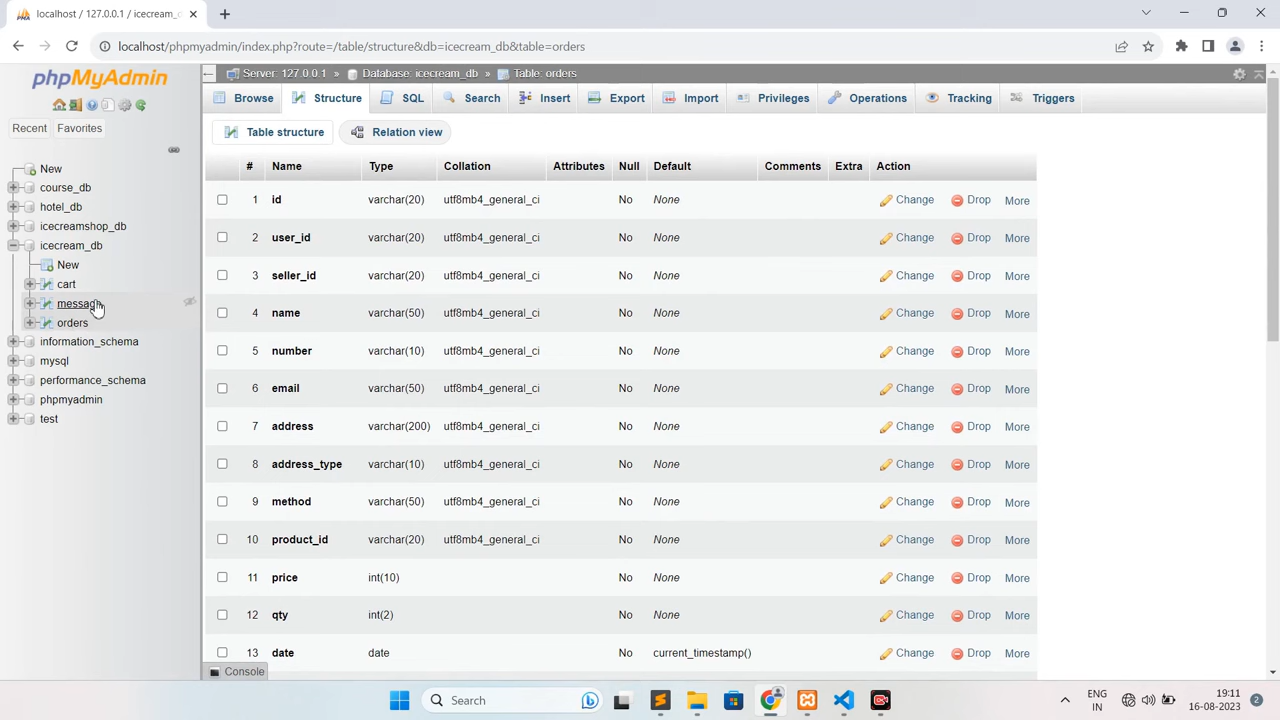 localhost / 127.0.0.1 / icecream_
localhost/phpmyadmin/index.php?route=/table/structure&db=icecream_db&table=orders
phpMyAdmin
Server: 127.0.0.1 » Database: icecream_db » Table: orders
Browse Structure SQL Search Insert Export Import Privileges Operations Tracking Triggers
Recent Favorites
Table structure Relation view
New
course_db
hotel_db
icecreamshop_db
icecream_db
New
cart
message
orders
information_schema
mysql
performance_schema
phpmyadmin
test
# Name Type Collation Attributes Null Default Comments Extra Action
1 id varchar(20) utf8mb4_general_ci No None Change Drop More
2 user_id varchar(20) utf8mb4_general_ci No None Change Drop More
3 seller_id varchar(20) utf8mb4_general_ci No None Change Drop More
4 name varchar(50) utf8mb4_general_ci No None Change Drop More
5 number varchar(10) utf8mb4_general_ci No None Change Drop More
6 email varchar(50) utf8mb4_general_ci No None Change Drop More
7 address varchar(200) utf8mb4_general_ci No None Change Drop More
8 address_type varchar(10) utf8mb4_general_ci No None Change Drop More
9 method varchar(50) utf8mb4_general_ci No None Change Drop More
10 product_id varchar(20) utf8mb4_general_ci No None Change Drop More
11 price int(10) No None Change Drop More
12 qty int(2) No None Change Drop More
13 date date No current_timestamp() Change Drop More
Console
Search
ENG
IN
19:11
16-08-2023
2